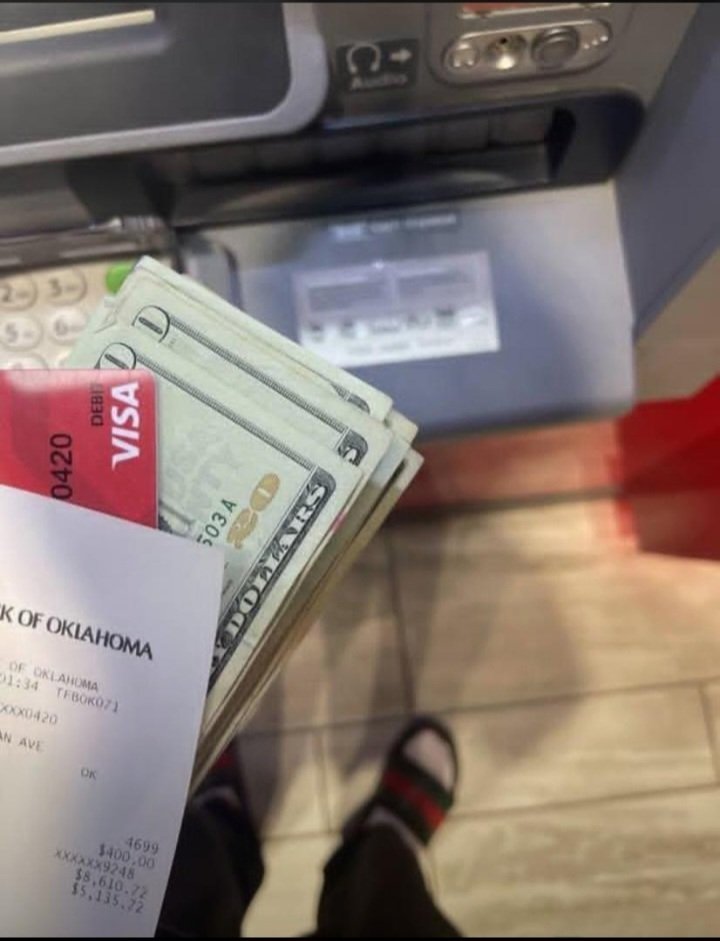 Audio
2
3
5
6
DEBIT
VISA
0420
20
503A
DOLLARS
K OF OKLAHOMA
OF OKLAHOMA
01:34 TFBOK071
XXXX0420
AN AVE
OK
4699
$400.00
XXXXXX9248
$8,610.72
$5,135.72